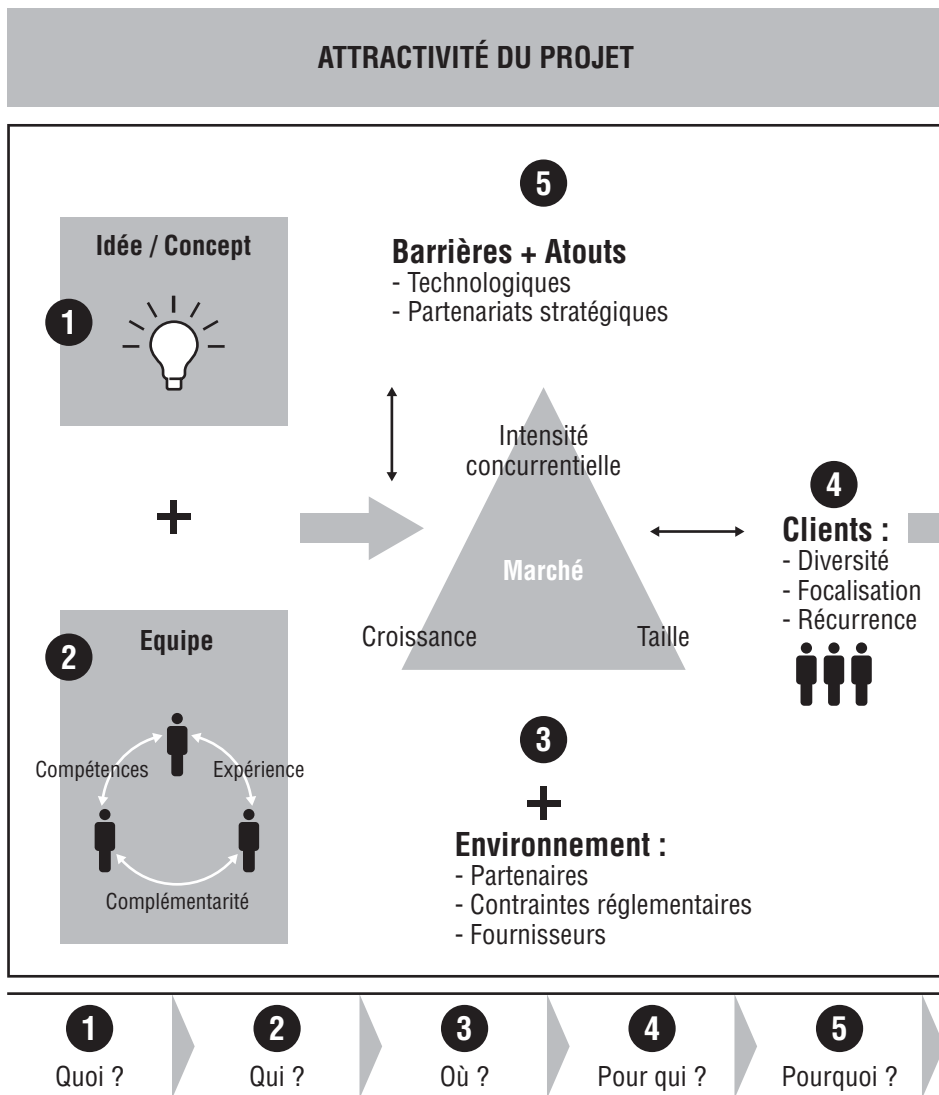 ATTRACTIVITÉ DU PROJET
5
Barrières + Atouts
- Technologiques
- Partenariats stratégiques
Idée / Concept
1
+
2
Equipe
Compétences
Expérience
Complémentarité
Intensité
concurrentielle
Marché
Croissance
Taille
4
Clients :
- Diversité
- Focalisation
- Récurrence
3
+
Environnement :
- Partenaires
- Contraintes réglementaires
- Fournisseurs
1
Quoi ?
2
Qui ?
3
Où ?
4
Pour qui ?
5
Pourquoi ?